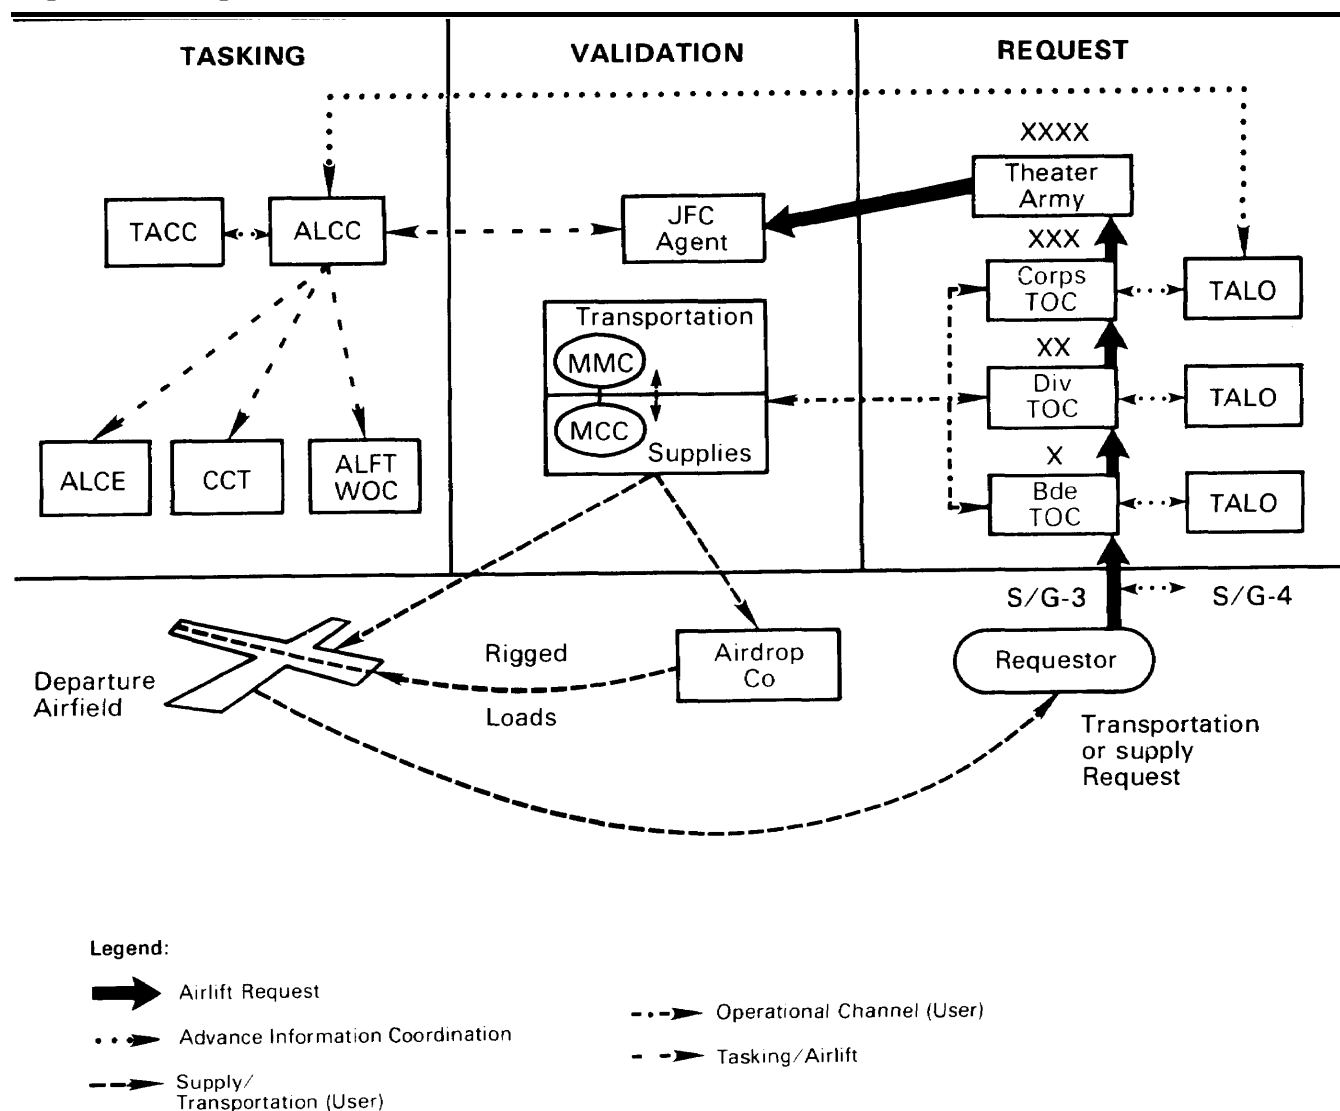 TASKING
VALIDATION
REQUEST
XXXX
Theater
Army
TACC
ALCC
JFC
Agent
XXX
Corps
TOC
TALO
Transportation
MMC
MCC
Supplies
XX
Div
TOC
TALO
ALCE
CCT
ALFT
WOC
X
Bde
TOC
TALO
S/G-3
S/G-4
Departure
Airfield
Rigged
Loads
Airdrop
Co
Requestor
Transportation
or supply
Request
Legend:
Airlift Request
Advance Information Coordination
Supply/
Transportation (User)
Operational Channel (User)
Tasking/Airlift